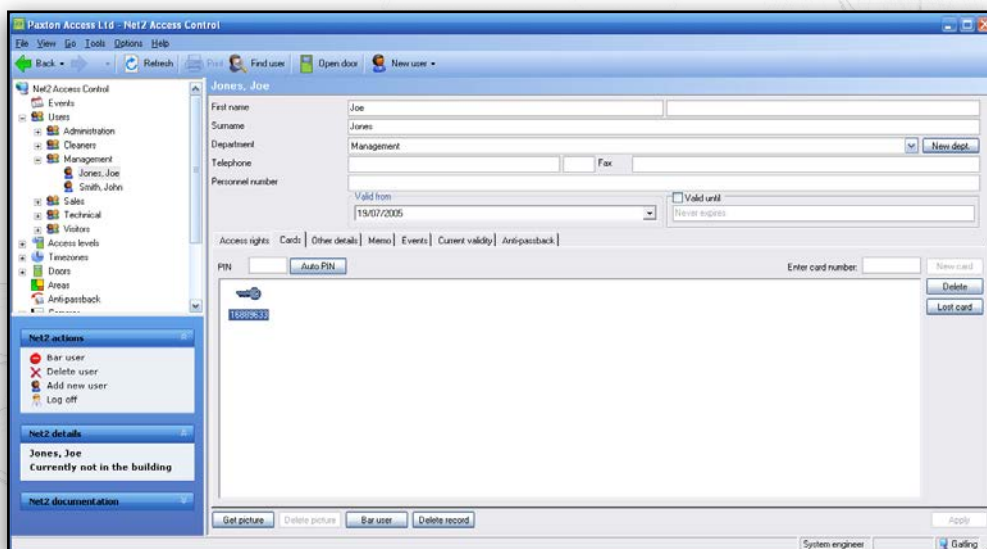 Paxton Access Ltd - Net2 Access Control
File View Go Tools Options Help
Back Refresh Print Find user Open door New user
Net2 Access Control
Events
Users
Administration
Cleaners
Management
Jones, Joe
Smith, John
Sales
Technical
Visitors
Access levels
Timezones
Doors
Areas
Anti-passback
Net2 actions
Bar user
Delete user
Add new user
Log off
Net2 details
Jones, Joe
Currently not in the building
Net2 documentation
Jones, Joe
First name Joe
Surname Jones
Department Management New dept.
Telephone Fax
Personnel number
Valid from Valid until
19/07/2005 Never expires
Access rights Cards Other details Memo Events Current validity Anti-passback
PIN Auto PIN Enter card number: New card
Delete
16889633 Lost card
Get picture Delete picture Bar user Delete record Apply
System engineer Gatling